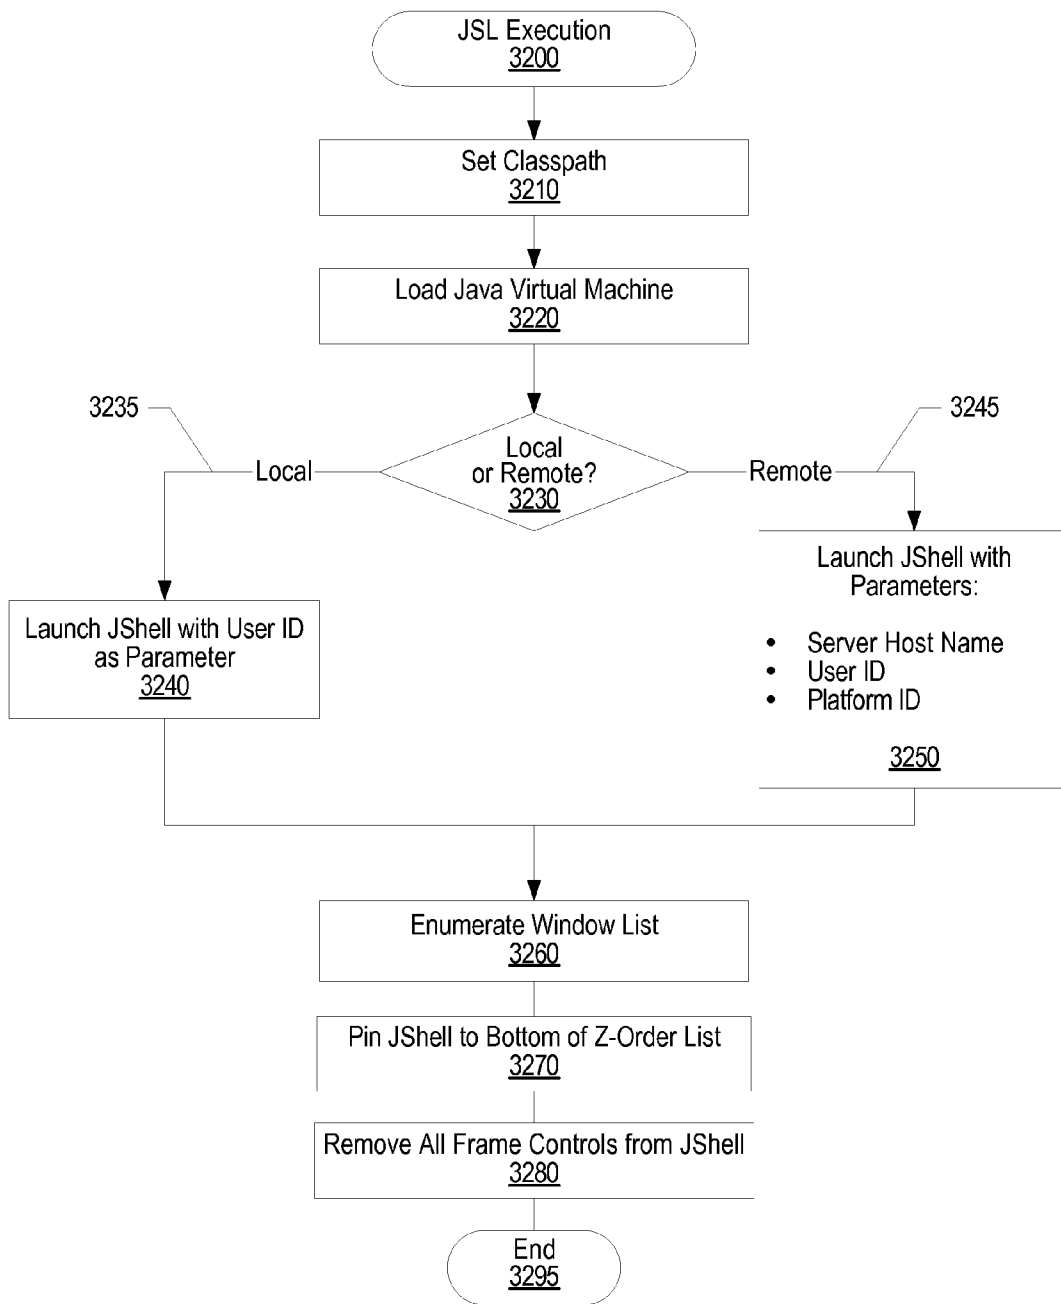 JSL Execution
3200
Set Classpath
3210
Load Java Virtual Machine
3220
3235
3245
Local
or Remote?
3230
Local
Remote
Launch JShell with User ID
as Parameter
3240
Launch JShell with
Parameters:
• Server Host Name
• User ID
• Platform ID
3250
Enumerate Window List
3260
Pin JShell to Bottom of Z-Order List
3270
Remove All Frame Controls from JShell
3280
End
3295